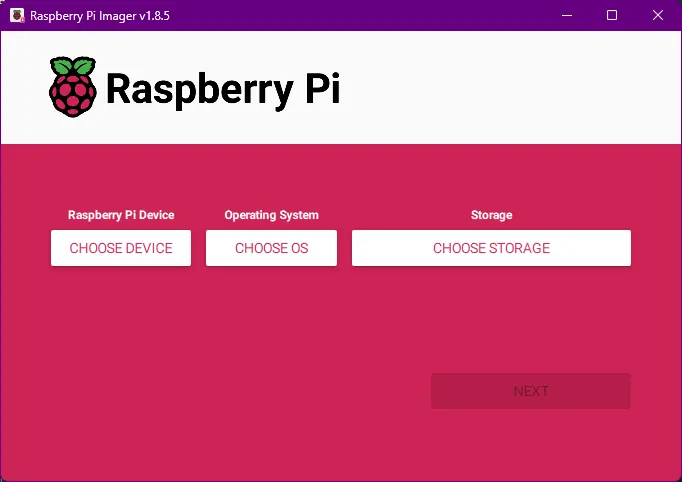 Raspberry Pi Imager v1.8.5
Raspberry Pi
Raspberry Pi Device
Operating System
Storage
CHOOSE DEVICE
CHOOSE OS
CHOOSE STORAGE
NEXT